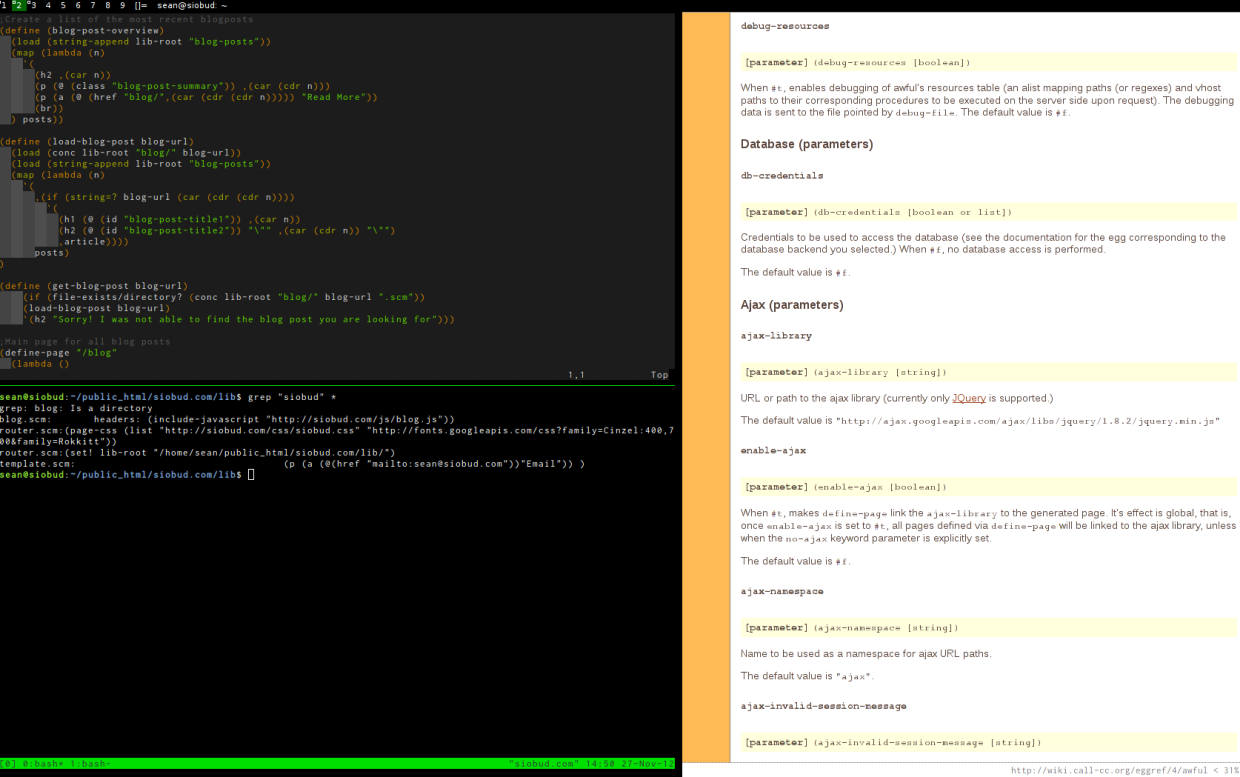 1 2 3 4 5 6 7 8 9 []= sean@siobud: ~
;Create a list of the most recent blogposts
(define (blog-post-overview)
(load (string-append lib-root "blog-posts"))
(map (lambda (n)
`(
(h2 ,(car n))
(p (@ (class "blog-post-summary")) ,(car (cdr n)))
(p (a (@ (href "blog/",(car (cdr (cdr n))))) "Read More"))
(br))
) posts))
(define (load-blog-post blog-url)
(load (conc lib-root "blog/" blog-url))
(load (string-append lib-root "blog-posts"))
(map (lambda (n)
`(
,(if (string=? blog-url (car (cdr (cdr n))))
`(
(h1 (@ (id "blog-post-title1")) ,(car n))
(h2 (@ (id "blog-post-title2")) "\"" ,(car (cdr n)) "\"")
,article))))
posts)
)
(define (get-blog-post blog-url)
(if (file-exists/directory? (conc lib-root "blog/" blog-url ".scm"))
(load-blog-post blog-url)
`(h2 "Sorry! I was not able to find the blog post you are looking for")))
;Main page for all blog posts
(define-page "/blog"
(lambda ()
1,1 Top
sean@siobud:~/public_html/siobud.com/lib$ grep "siobud" *
grep: blog: Is a directory
blog.scm: headers: (include-javascript "http://siobud.com/js/blog.js"))
router.scm:(page-css (list "http://siobud.com/css/siobud.css" "http://fonts.googleapis.com/css?family=Cinzel:400,7
00&family=Rokkitt"))
router.scm:(set! lib-root "/home/sean/public_html/siobud.com/lib/")
template.scm: (p (a (@(href "mailto:sean@siobud.com"))"Email")) )
sean@siobud:~/public_html/siobud.com/lib$
[0] 0:bash* 1:bash- "siobud.com" 14:50 27-Nov-12
debug-resources
[parameter] (debug-resources [boolean])
When #t, enables debugging of awful's resources table (an alist mapping paths (or regexes) and vhost
paths to their corresponding procedures to be executed on the server side upon request). The debugging
data is sent to the file pointed by debug-file. The default value is #f.
Database (parameters)
db-credentials
[parameter] (db-credentials [boolean or list])
Credentials to be used to access the database (see the documentation for the egg corresponding to the
database backend you selected.) When #f, no database access is performed.
The default value is #f.
Ajax (parameters)
ajax-library
[parameter] (ajax-library [string])
URL or path to the ajax library (currently only JQuery is supported.)
The default value is "http://ajax.googleapis.com/ajax/libs/jquery/1.8.2/jquery.min.js"
enable-ajax
[parameter] (enable-ajax [boolean])
When #t, makes define-page link the ajax-library to the generated page. It's effect is global, that is,
once enable-ajax is set to #t, all pages defined via define-page will be linked to the ajax library, unless
when the no-ajax keyword parameter is explicitly set.
The default value is #f.
ajax-namespace
[parameter] (ajax-namespace [string])
Name to be used as a namespace for ajax URL paths.
The default value is "ajax".
ajax-invalid-session-message
[parameter] (ajax-invalid-session-message [string])
http://wiki.call-cc.org/eggref/4/awful < 31%